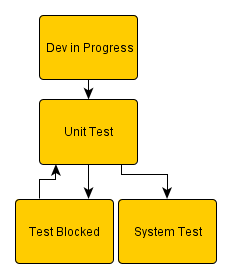 Dev in Progress
Unit Test
Test Blocked
System Test